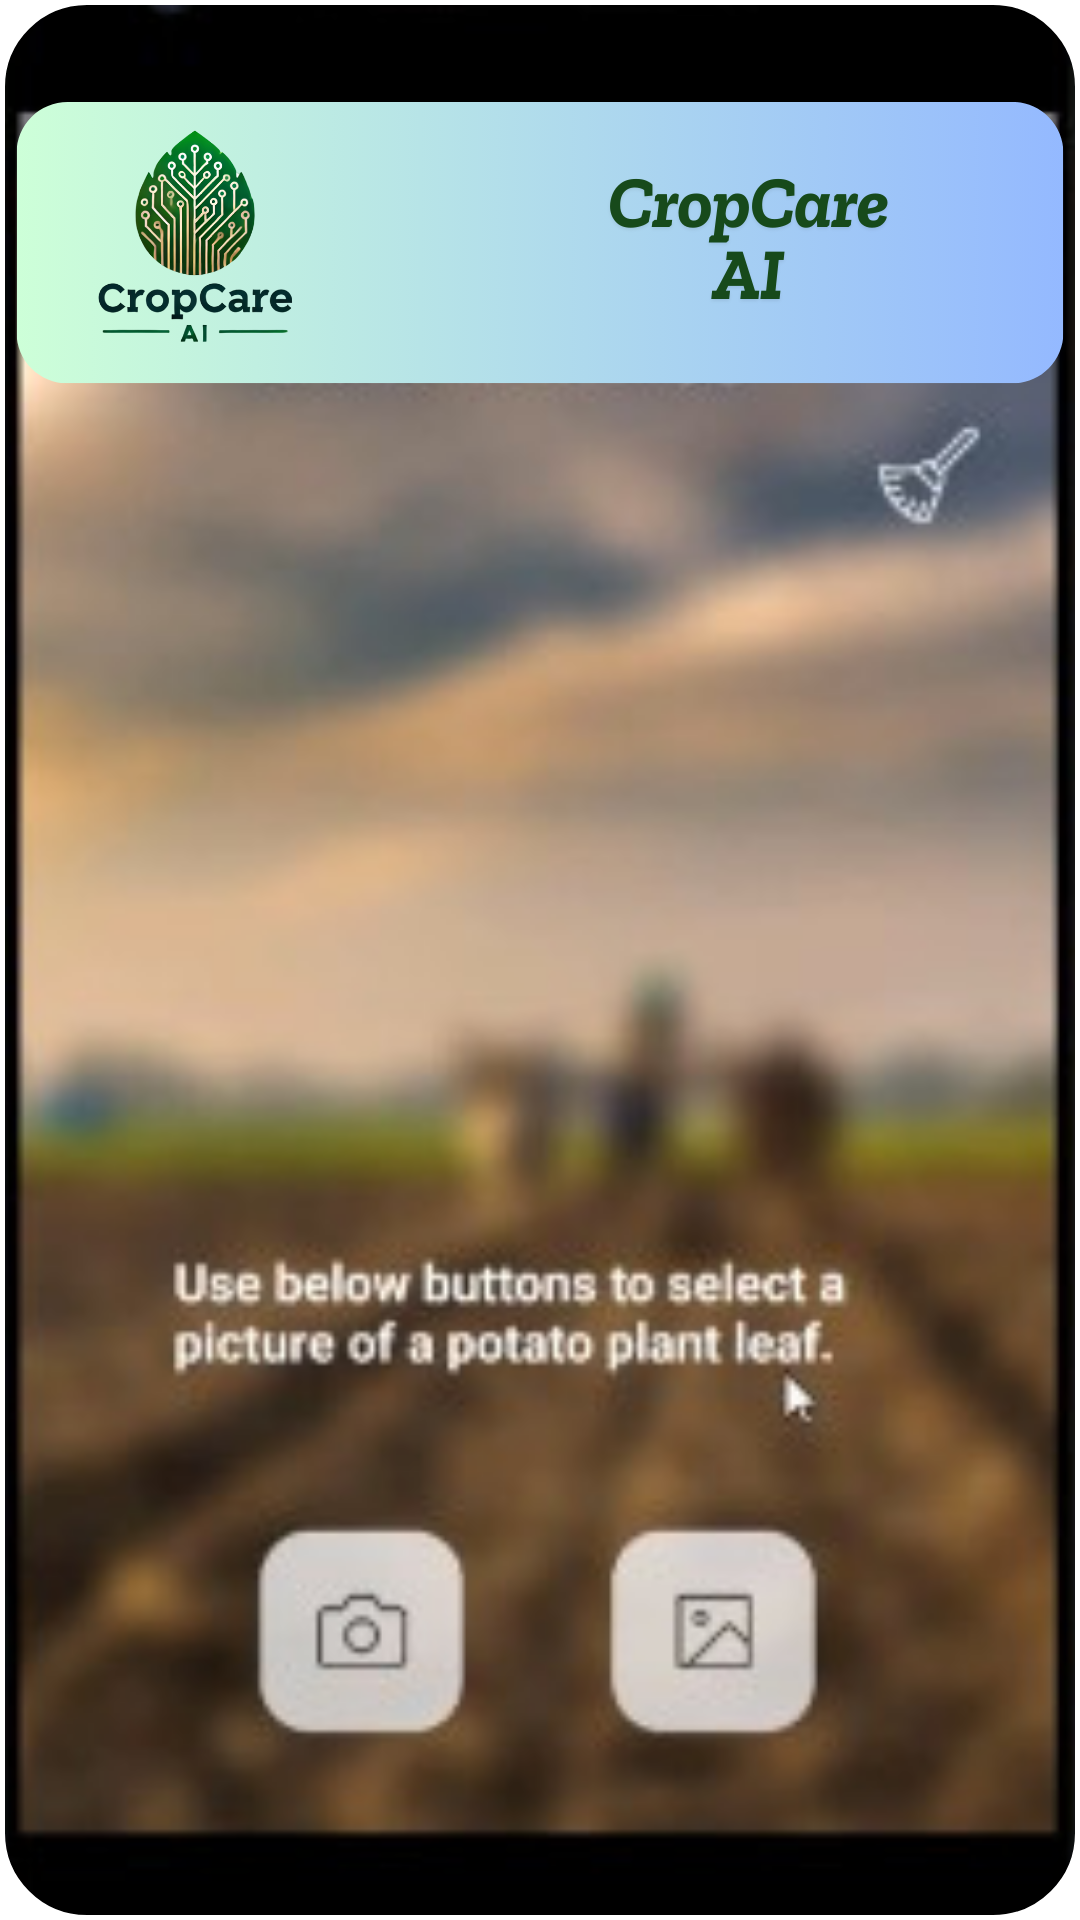 CropCare
AI
CropCare
AI
Use below buttons to select a
picture of a potato plant leaf.